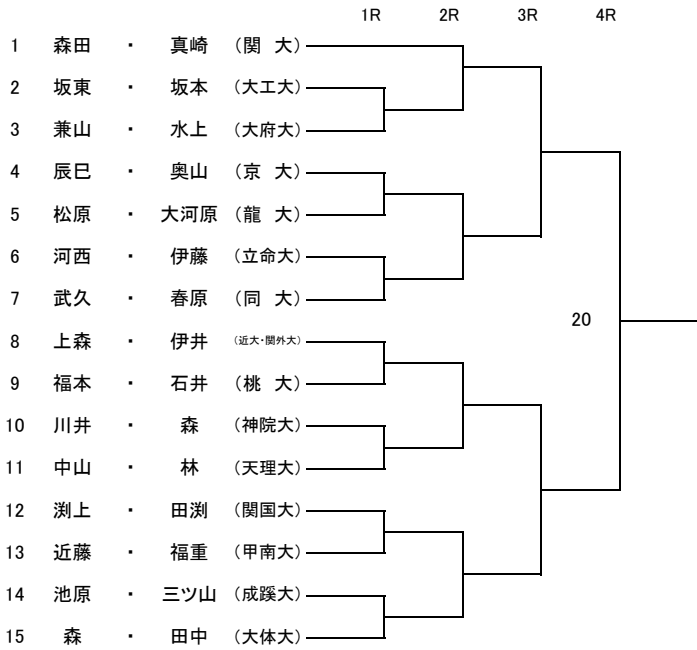 1R 2R 3R 4R
1 森田 ・ 真崎 (関 大)
2 坂東 ・ 坂本 (大工大)
3 兼山 ・ 水上 (大府大)
4 辰巳 ・ 奥山 (京 大)
5 松原 ・ 大河原 (龍 大)
6 河西 ・ 伊藤 (立命大)
7 武久 ・ 春原 (同 大)
20
8 上森 ・ 伊井 (近大・関外大)
9 福本 ・ 石井 (桃 大)
10 川井 ・ 森 (神院大)
11 中山 ・ 林 (天理大)
12 渕上 ・ 田渕 (関国大)
13 近藤 ・ 福重 (甲南大)
14 池原 ・ 三ツ山 (成蹊大)
15 森 ・ 田中 (大体大)